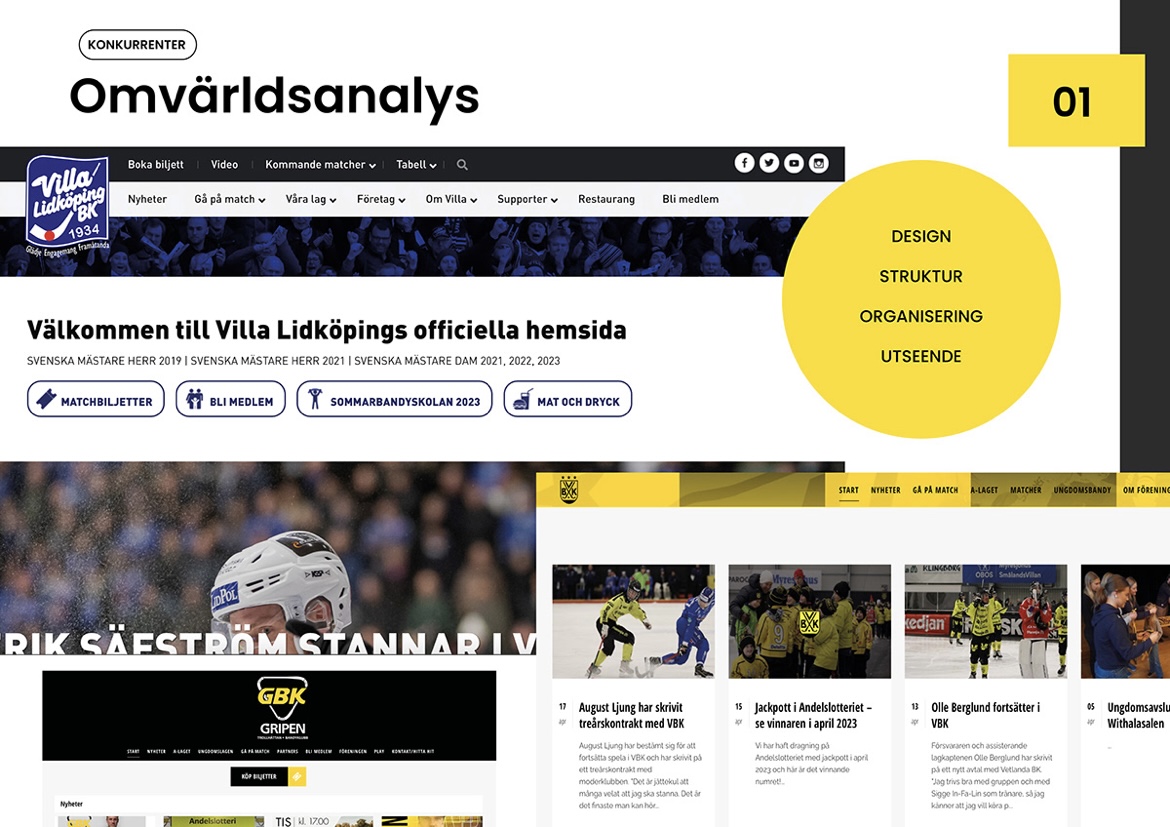 KONKURRENTER
Omvärldsanalys
01
Villa
Lidköping
BK
1934
Glädje Engagemang Framåtanda
Boka biljett
Video
Kommande matcher
Tabell
Nyheter
Gå på match
Våra lag
Företag
Om Villa
Supporter
Restaurang
Bli medlem
DESIGN
STRUKTUR
ORGANISERING
UTSEENDE
Välkommen till Villa Lidköpings officiella hemsida
SVENSKA MÄSTARE HERR 2019 | SVENSKA MÄSTARE HERR 2021 | SVENSKA MÄSTARE DAM 2021, 2022, 2023
MATCHBILJETTER
BLI MEDLEM
SOMMARBANDYSKOLAN 2023
MAT OCH DRYCK
LIDPOL
ERIK SÄFSTRÖM STANNAR I V
VBK
START
NYHETER
GÅ PÅ MATCH
A-LAGET
MATCHER
UNGDOMSBANDY
OM FÖRENING
KLINGBORG
OBOS SmålandsVillan
kedjan
VBK
17
apr
August Ljung har skrivit
treårskontrakt med VBK
August Ljung har bestämt sig för att
fortsätta spela i VBK och har skrivit på
ett treårskontrakt med
moderklubben. "Det är jättekul att
många velat att jag ska stanna. Det är
det finaste man kan hör...
15
apr
Jackpott i Andelslotteriet –
se vinnaren i april 2023
Vi har haft dragning på
Andelslotteriet med jackpott i april
2023 och här är det vinnande
numret!...
13
apr
Olle Berglund fortsätter i
VBK
Försvararen och assisterande
lagkaptenen Olle Berglund har skrivit
på ett nytt avtal med Vetlanda BK.
"Jag trivs bra med gruppen och med
Sigge In-Fa-Lin som tränare, så jag
känner att jag vill köra p...
05
apr
Ungdomsavslu
Withalasalen
...
GBK
GRIPEN
TROLLHÄTTAN • BANDYKLUBB
START
NYHETER
A-LAGET
UNGDOMSLAGEN
GÅ PÅ MATCH
PARTNERS
BLI MEDLEM
FÖRENINGEN
PLAY
KONTAKT/HITTA HIT
KÖP BILJETTER
Nyheter
Andelslotteri
TIS | kl. 17.00